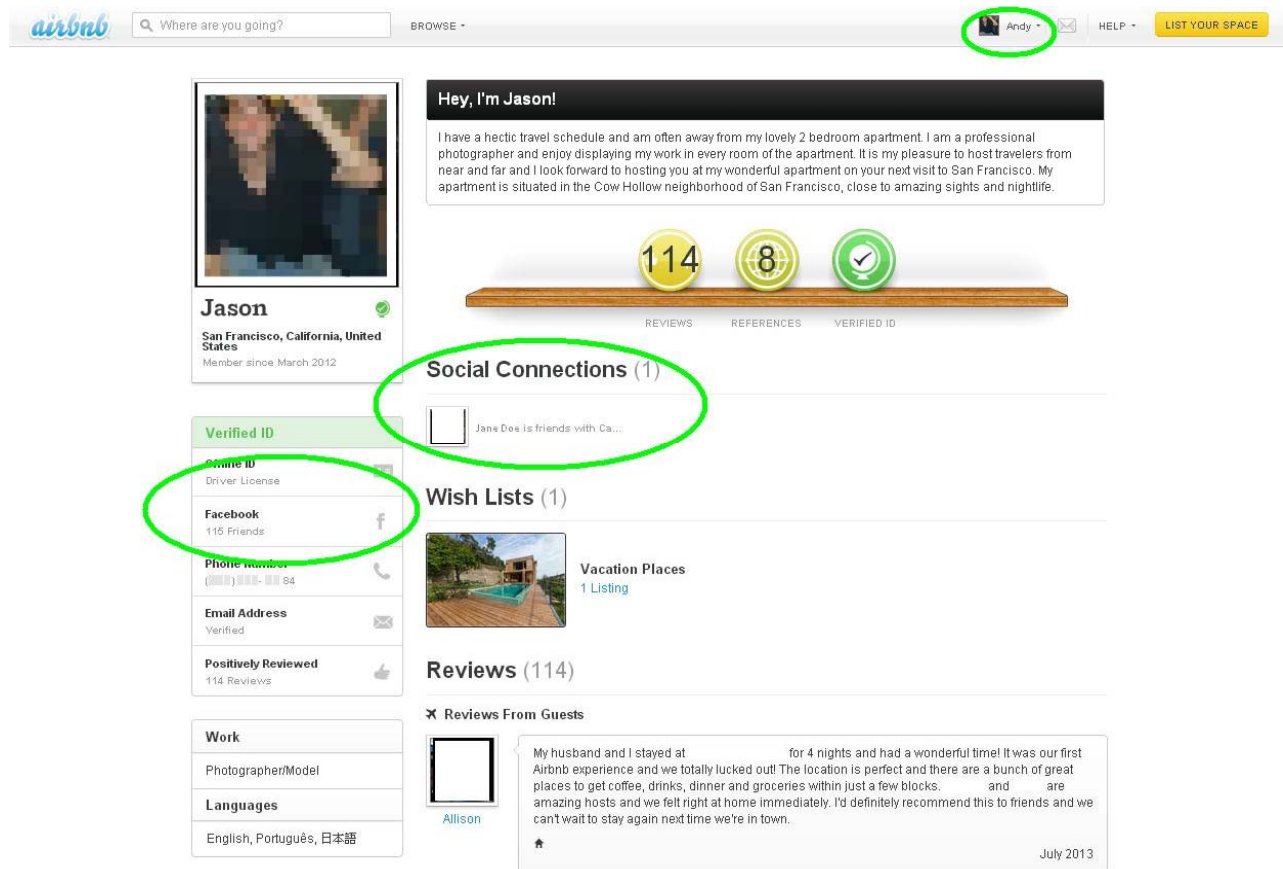 airbnb
Where are you going?
BROWSE
Andy
HELP
LIST YOUR SPACE
Hey, I'm Jason!
I have a hectic travel schedule and am often away from my lovely 2 bedroom apartment. I am a professional
photographer and enjoy displaying my work in every room of the apartment. It is my pleasure to host travelers from
near and far and I look forward to hosting you at my wonderful apartment on your next visit to San Francisco. My
apartment is situated in the Cow Hollow neighborhood of San Francisco, close to amazing sights and nightlife.
114
8
REVIEWS
REFERENCES
VERIFIED ID
Jason
San Francisco, California, United
States
Member since March 2012
Social Connections (1)
Jane Doe is friends with Ca...
Verified ID
Offline ID
Driver License
Facebook
115 Friends
f
Phone Number
( ) - 84
Email Address
Verified
Positively Reviewed
114 Reviews
Wish Lists (1)
Vacation Places
1 Listing
Reviews (114)
Reviews From Guests
Allison
My husband and I stayed at for 4 nights and had a wonderful time! It was our first
Airbnb experience and we totally lucked out! The location is perfect and there are a bunch of great
places to get coffee, drinks, dinner and groceries within just a few blocks. and are
amazing hosts and we felt right at home immediately. I'd definitely recommend this to friends and we
can't wait to stay again next time we're in town.
July 2013
Work
Photographer/Model
Languages
English, Português, 日本語